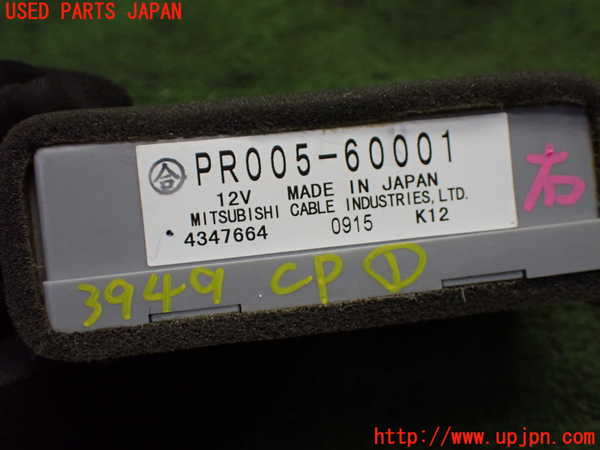 USED PARTS JAPAN
合 PR005-60001
12V MADE IN JAPAN
MITSUBISHI CABLE INDUSTRIES, LTD.
4347664 0915 K12
右
3949 CP ①
http://www.upjpn.com/